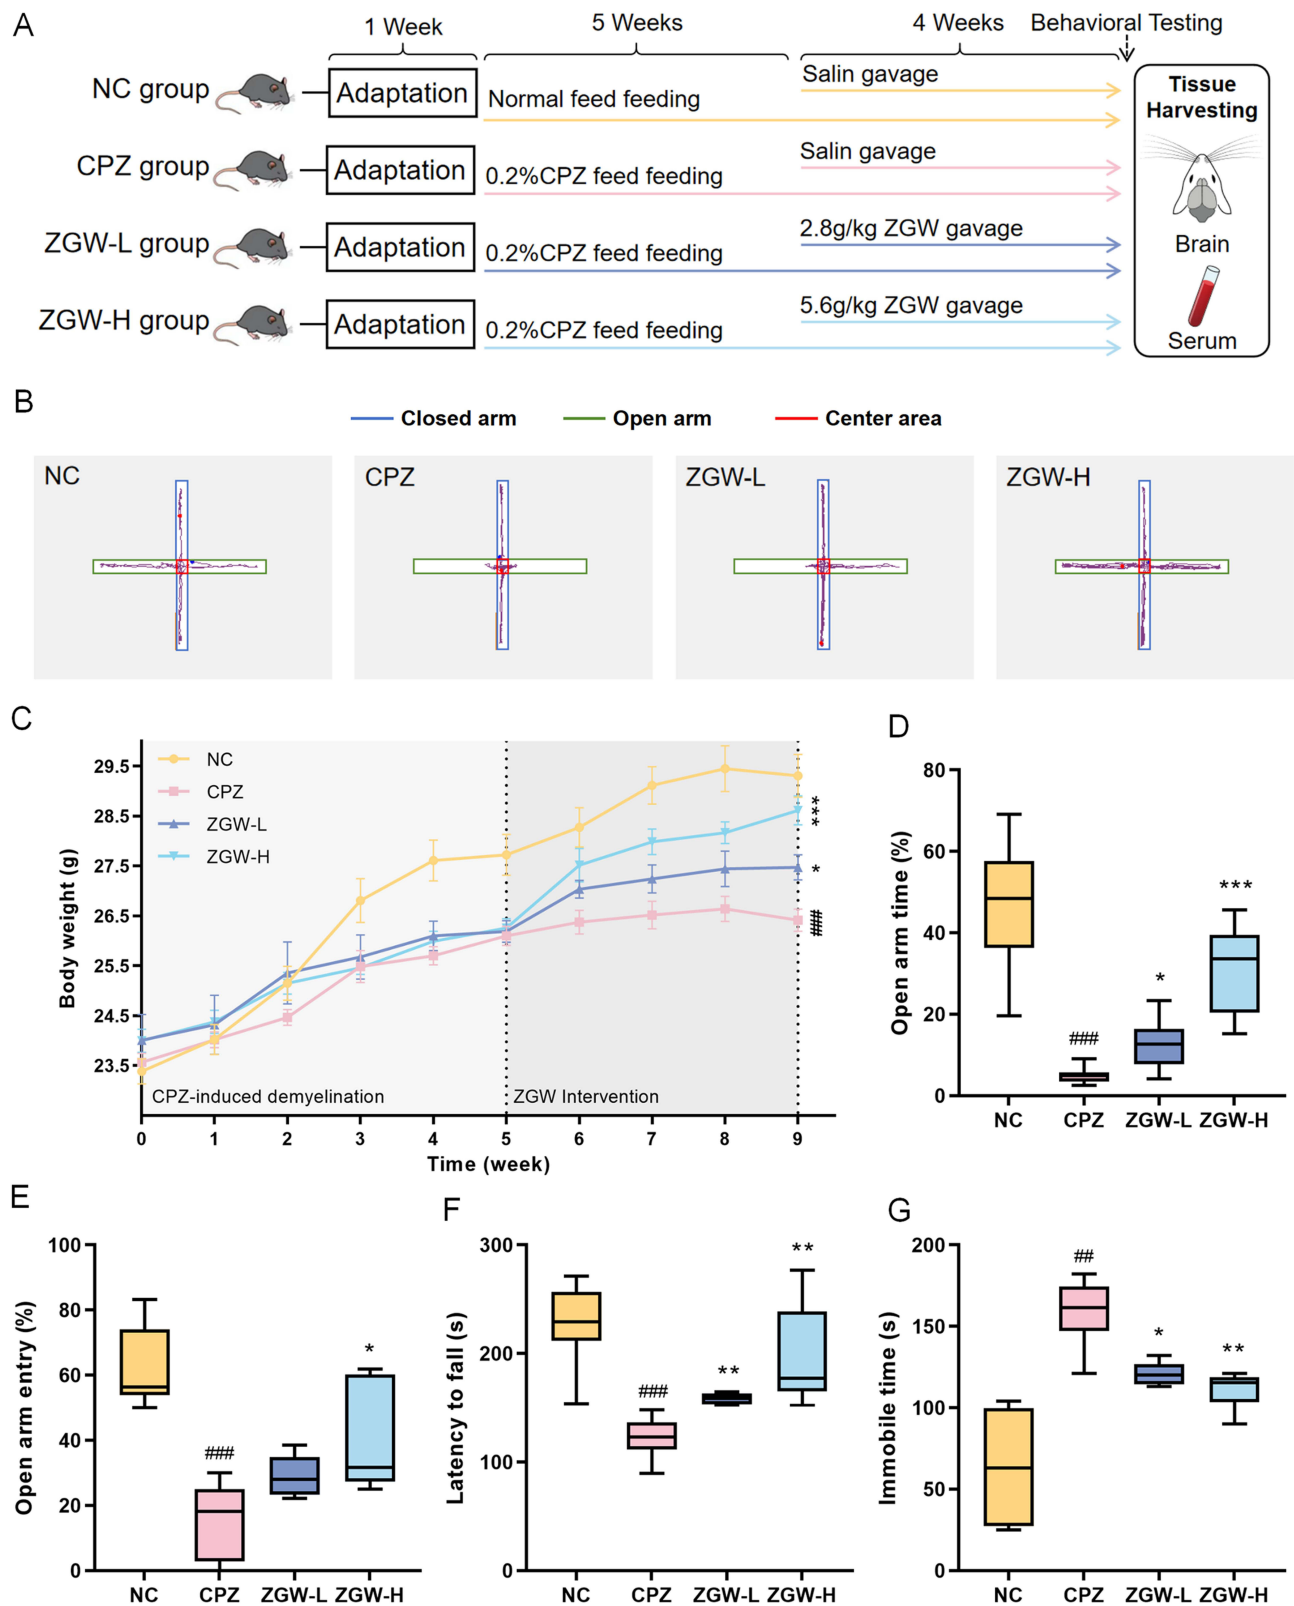 A
1 Week
5 Weeks
4 Weeks
Behavioral Testing
NC group
Adaptation
Normal feed feeding
Salin gavage
CPZ group
Adaptation
0.2%CPZ feed feeding
Salin gavage
ZGW-L group
Adaptation
0.2%CPZ feed feeding
2.8g/kg ZGW gavage
ZGW-H group
Adaptation
0.2%CPZ feed feeding
5.6g/kg ZGW gavage
Tissue
Harvesting
Brain
Serum
B
Closed arm
Open arm
Center area
NC
CPZ
ZGW-L
ZGW-H
C
Body weight (g)
29.5
28.5
27.5
26.5
25.5
24.5
23.5
NC
CPZ
ZGW-L
ZGW-H
***
*
###
CPZ-induced demyelination
ZGW Intervention
0 1 2 3 4 5 6 7 8 9
Time (week)
D
Open arm time (%)
80
60
40
20
0
###
*
***
NC CPZ ZGW-L ZGW-H
E
Open arm entry (%)
100
80
60
40
20
0
###
*
NC CPZ ZGW-L ZGW-H
F
Latency to fall (s)
300
200
100
0
###
**
**
NC CPZ ZGW-L ZGW-H
G
Immobile time (s)
200
150
100
50
0
##
*
**
NC CPZ ZGW-L ZGW-H